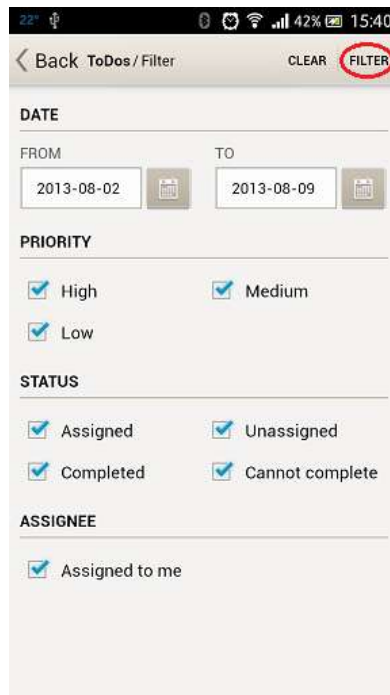 22° 42% 15:40
Back ToDos / Filter CLEAR FILTER
DATE
FROM TO
2013-08-02 2013-08-09
PRIORITY
High Medium
Low
STATUS
Assigned Unassigned
Completed Cannot complete
ASSIGNEE
Assigned to me